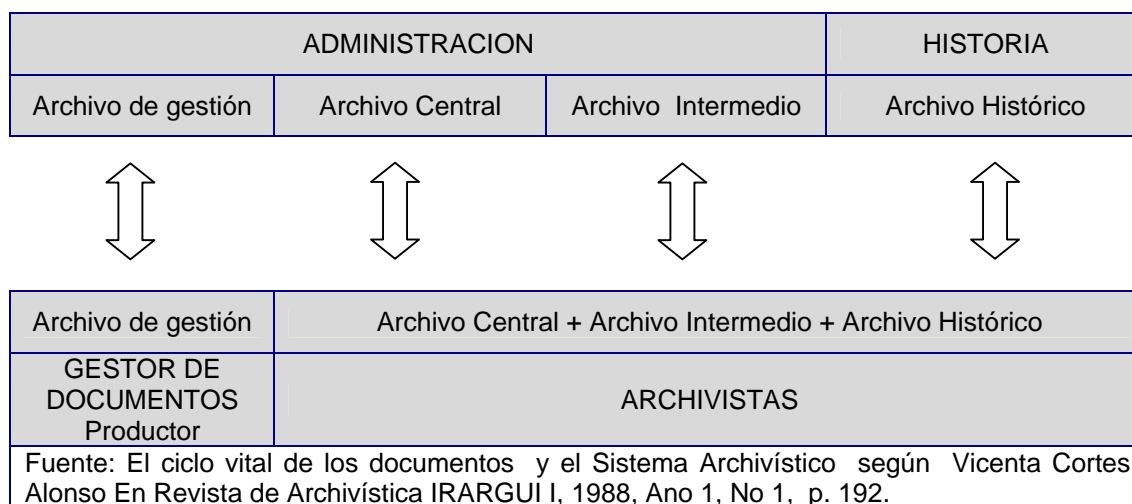 ADMINISTRACION HISTORIA
Archivo de gestión Archivo Central Archivo Intermedio Archivo Histórico
Archivo de gestión Archivo Central + Archivo Intermedio + Archivo Histórico
GESTOR DE
DOCUMENTOS
Productor
ARCHIVISTAS
Fuente: El ciclo vital de los documentos y el Sistema Archivístico según Vicenta Cortes
Alonso En Revista de Archivística IRARGUI I, 1988, Ano 1, No 1, p. 192.